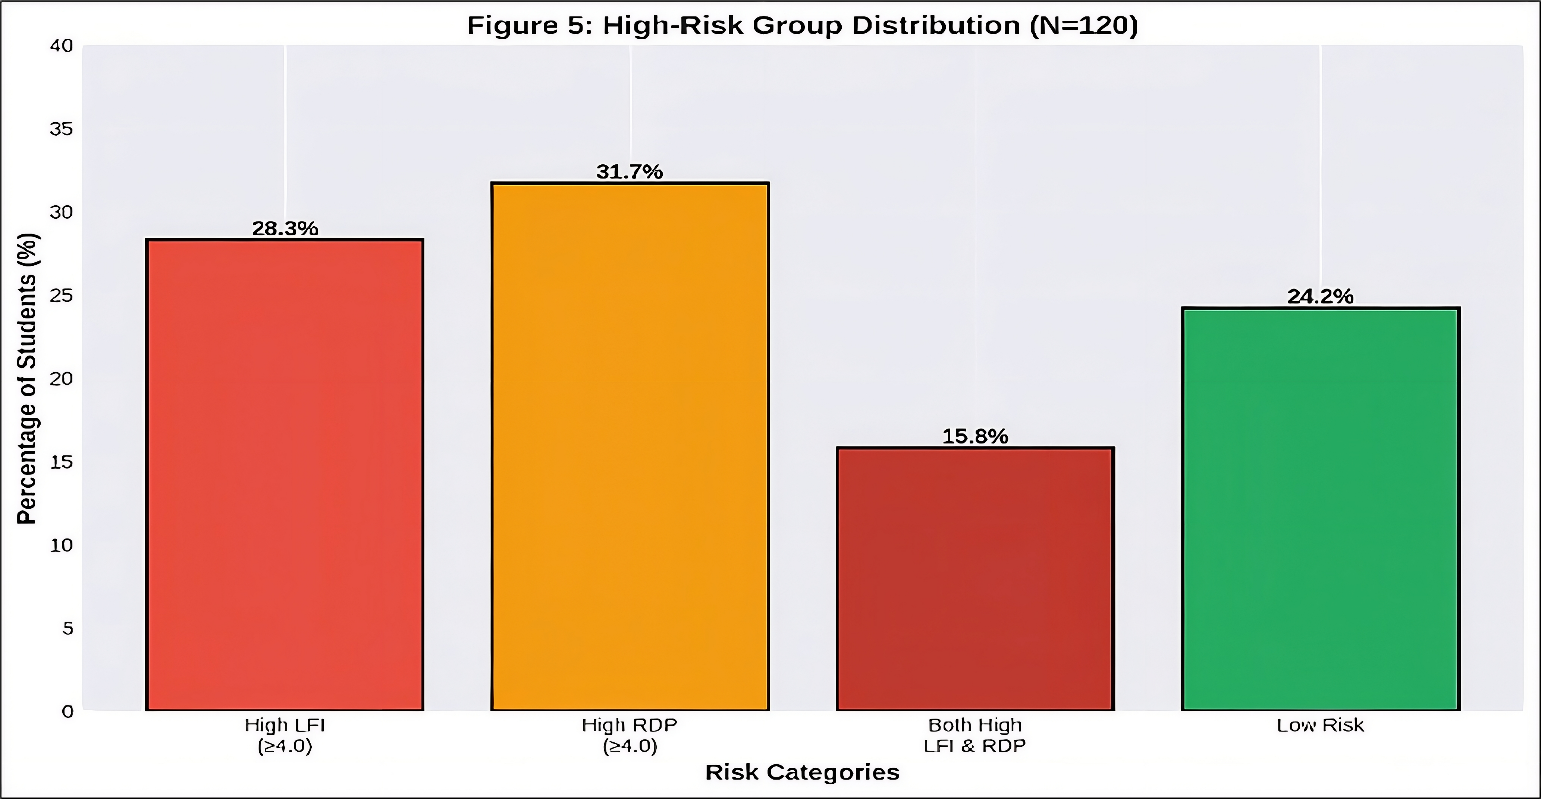 Figure 5: High-Risk Group Distribution (N=120)
40
35
30
25
20
15
10
5
0
Percentage of Students (%)
28.3%
31.7%
15.8%
24.2%
High LFI
(≥4.0)
High RDP
(≥4.0)
Both High
LFI & RDP
Low Risk
Risk Categories